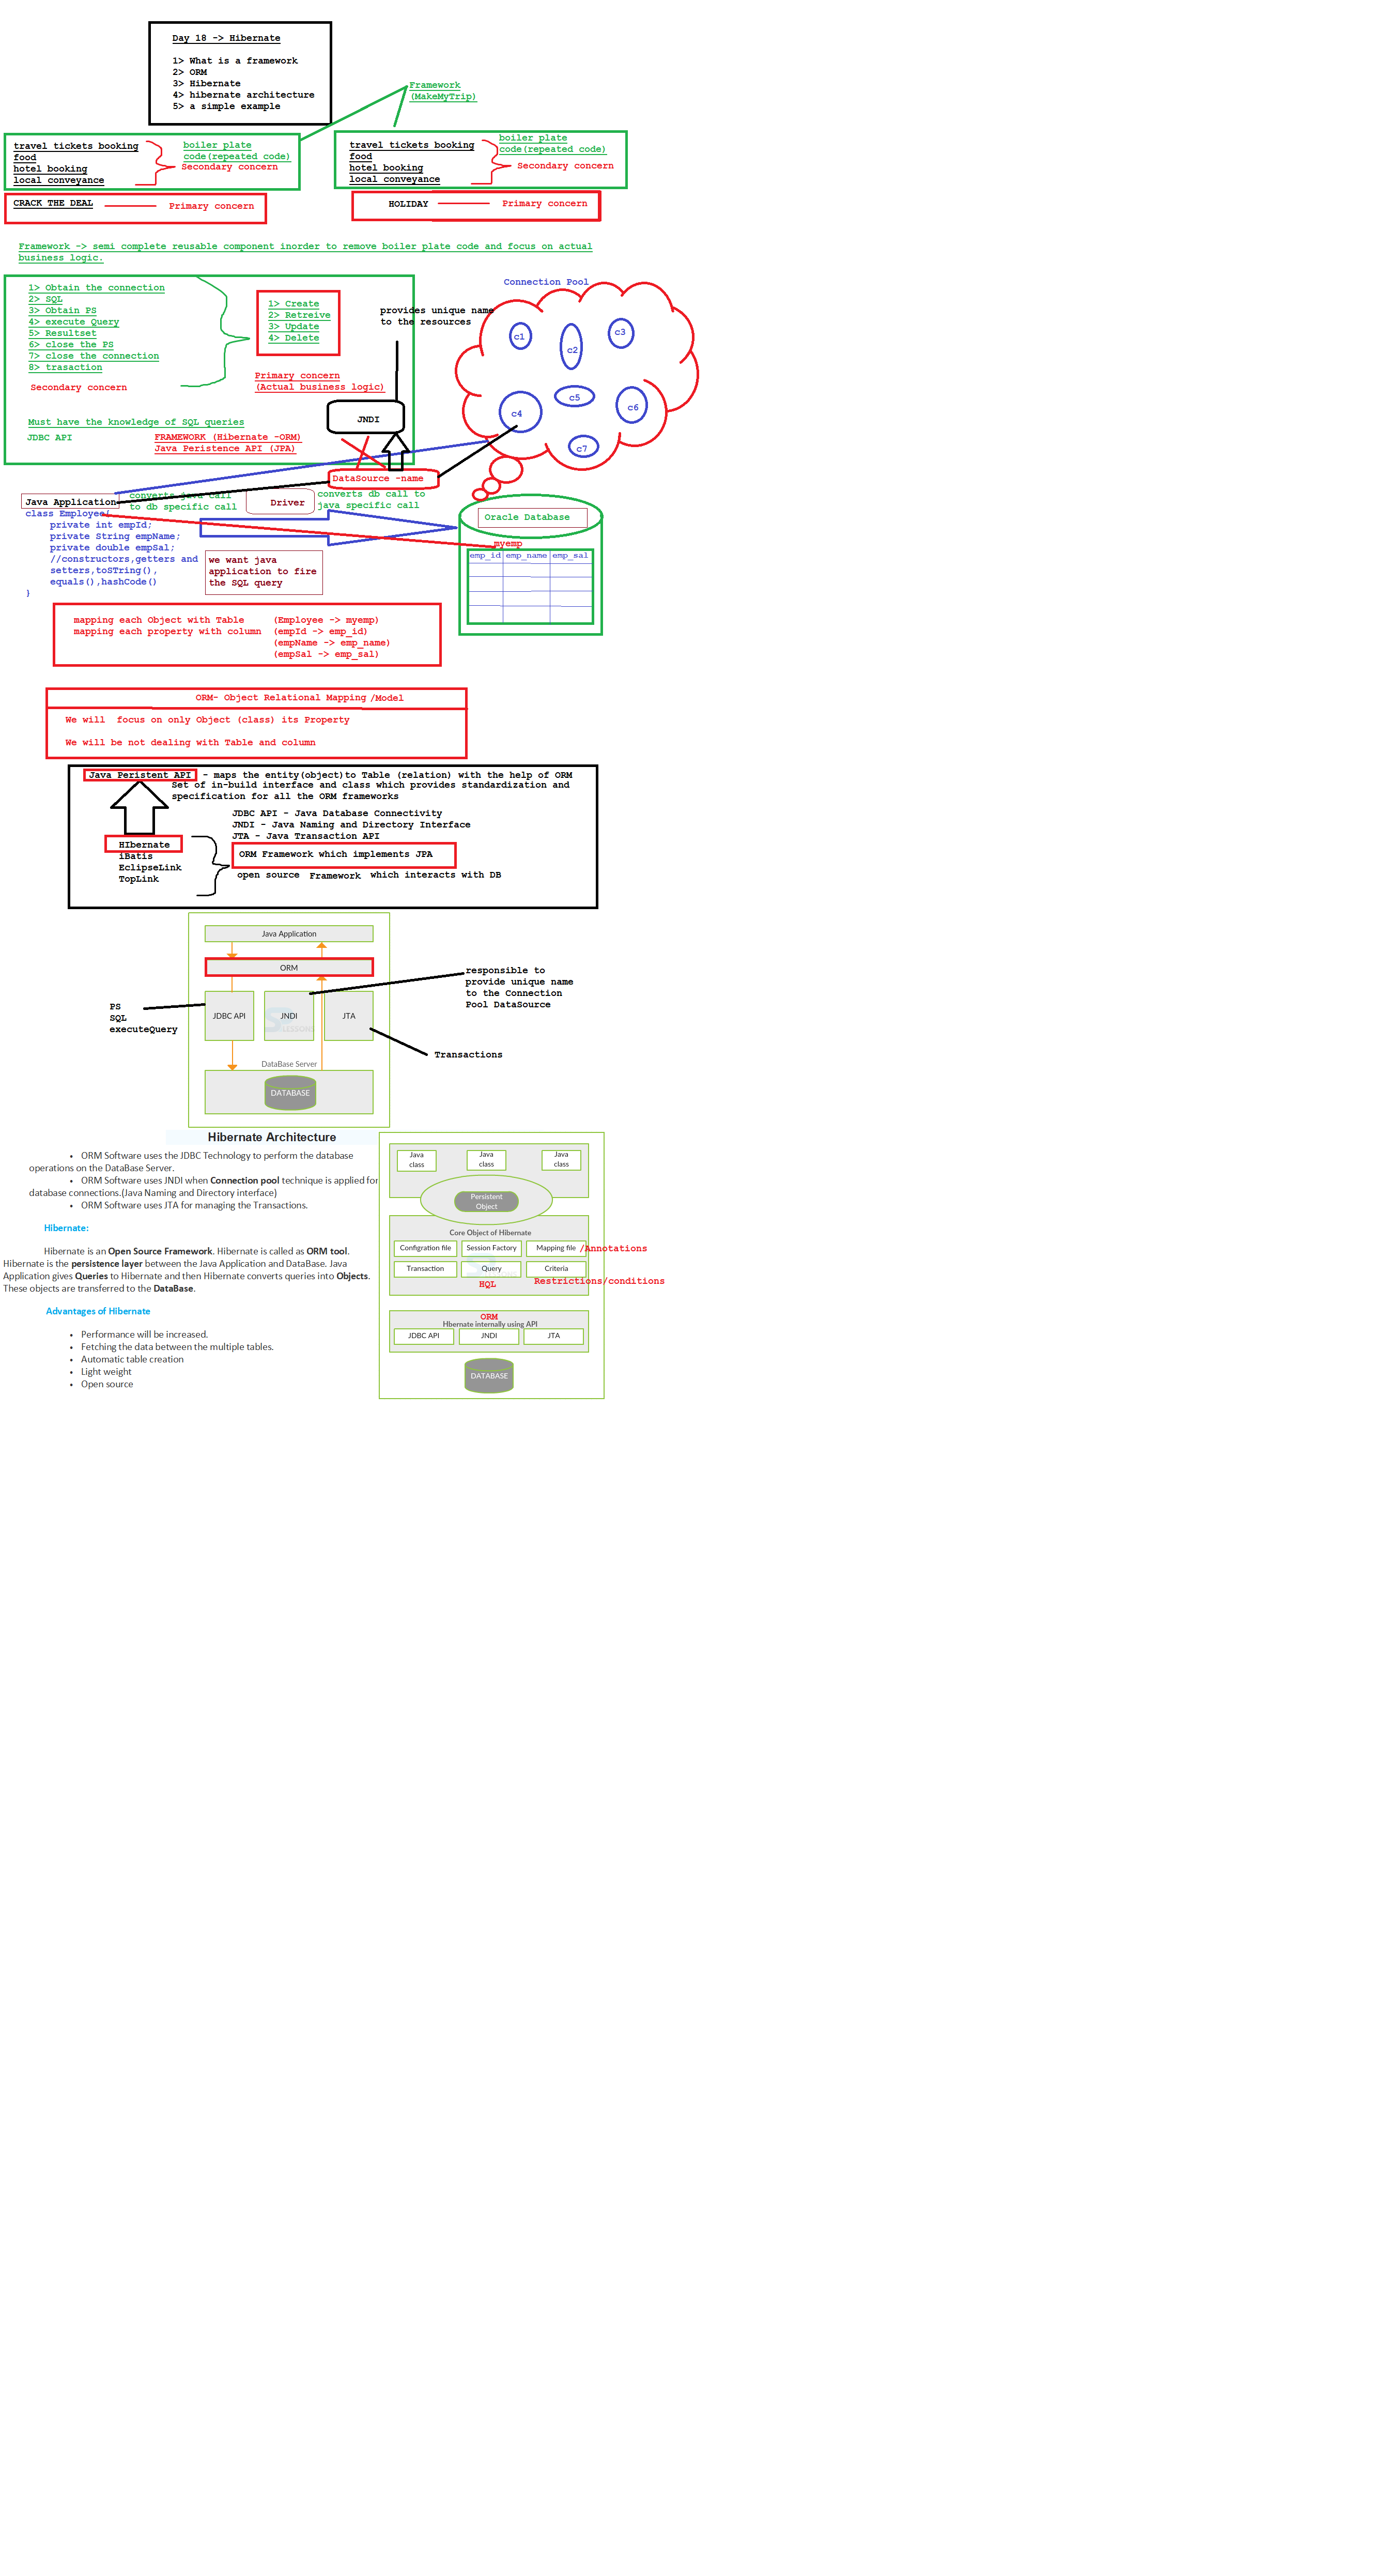 Day 18 -> Hibernate
1> What is a framework
2> ORM
3> Hibernate
4> hibernate architecture
5> a simple example
Framework
(MakeMyTrip)
travel tickets booking
food
hotel booking
local conveyance
boiler plate
code(repeated code)
Secondary concern
CRACK THE DEAL
Primary concern
travel tickets booking
food
hotel booking
local conveyance
boiler plate
code(repeated code)
Secondary concern
HOLIDAY
Primary concern
Framework -> semi complete reusable component inorder to remove boiler plate code and focus on actual
business logic.
1> Obtain the connection
2> SQL
3> Obtain PS
4> execute Query
5> Resultset
6> close the PS
7> close the connection
8> trasaction
Secondary concern
1> Create
2> Retreive
3> Update
4> Delete
Primary concern
(Actual business logic)
Must have the knowledge of SQL queries
JDBC API
FRAMEWORK (Hibernate -ORM)
Java Peristence API (JPA)
provides unique name
to the resources
JNDI
DataSource -name
Connection Pool
c1
c2
c3
c4
c5
c6
c7
Java Application
converts java call
to db specific call
Driver
converts db call to
java specific call
class Employee{
private int empId;
private String empName;
private double empSal;
//constructors,getters and
setters,toSTring(),
equals(),hashCode()
}
we want java
application to fire
the SQL query
Oracle Database
myemp
emp_id emp_name emp_sal
mapping each Object with Table (Employee -> myemp)
mapping each property with column (empId -> emp_id)
(empName -> emp_name)
(empSal -> emp_sal)
ORM- Object Relational Mapping /Model
We will focus on only Object (class) its Property
We will be not dealing with Table and column
Java Peristent API - maps the entity(object)to Table (relation) with the help of ORM
Set of in-build interface and class which provides standardization and
specification for all the ORM frameworks
JDBC API - Java Database Connectivity
JNDI - Java Naming and Directory Interface
JTA - Java Transaction API
HIbernate
iBatis
EclipseLink
TopLink
ORM Framework which implements JPA
open source Framework which interacts with DB
Java Application
ORM
JDBC API
JNDI
JTA
DataBase Server
DATABASE
PS
SQL
executeQuery
responsible to
provide unique name
to the Connection
Pool DataSource
Transactions
Hibernate Architecture
• ORM Software uses the JDBC Technology to perform the database
operations on the DataBase Server.
• ORM Software uses JNDI when Connection pool technique is applied for
database connections.(Java Naming and Directory interface)
• ORM Software uses JTA for managing the Transactions.
Hibernate:
Hibernate is an Open Source Framework. Hibernate is called as ORM tool.
Hibernate is the persistence layer between the Java Application and DataBase. Java
Application gives Queries to Hibernate and then Hibernate converts queries into Objects.
These objects are transferred to the DataBase.
Advantages of Hibernate
• Performance will be increased.
• Fetching the data between the multiple tables.
• Automatic table creation
• Light weight
• Open source
Java
class
Java
class
Java
class
Persistent
Object
Core Object of Hibernate
Configration file
Session Factory
Mapping file /Annotations
Transaction
Query
Criteria
HQL
Restrictions/conditions
ORM
Hbernate internally using API
JDBC API
JNDI
JTA
DATABASE